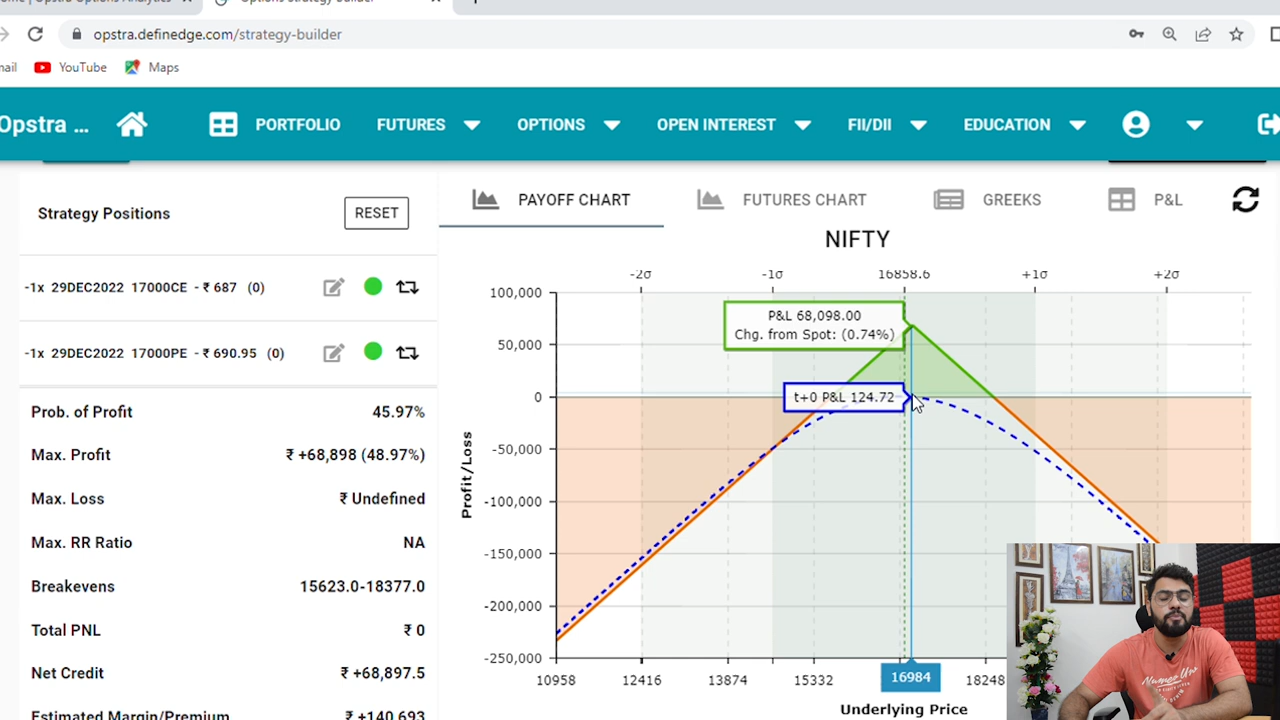 opstra.definedge.com/strategy-builder
YouTube
Maps
Opstra ...
PORTFOLIO
FUTURES
OPTIONS
OPEN INTEREST
FII/DII
EDUCATION
Strategy Positions
RESET
-1x 29DEC2022 17000CE - ₹ 687 (0)
-1x 29DEC2022 17000PE - ₹ 690.95 (0)
Prob. of Profit 45.97%
Max. Profit ₹ +68,898 (48.97%)
Max. Loss ₹ Undefined
Max. RR Ratio NA
Breakevens 15623.0-18377.0
Total PNL ₹ 0
Net Credit ₹ +68,897.5
Estimated Margin/Premium ₹ +140,693
PAYOFF CHART
FUTURES CHART
GREEKS
P&L
NIFTY
-2σ -1σ 16858.6 +1σ +2σ
100,000
50,000
0
-50,000
-100,000
-150,000
-200,000
-250,000
Profit/Loss
P&L 68,098.00
Chg. from Spot: (0.74%)
t+0 P&L 124.72
10958 12416 13874 15332 16984 18248
Underlying Price